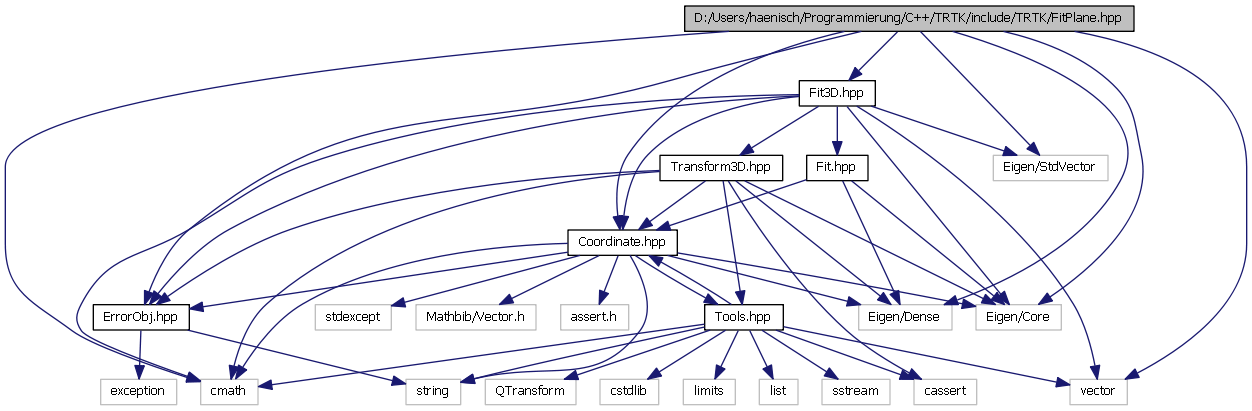 D:/Users/haenisch/Programmierung/C++/TRTK/include/TRTK/FitPlane.hpp
Fit3D.hpp
Transform3D.hpp
Fit.hpp
Eigen/StdVector
Coordinate.hpp
ErrorObj.hpp
stdexcept
Mathbib/Vector.h
assert.h
Tools.hpp
Eigen/Dense
Eigen/Core
exception
cmath
string
QTransform
cstdlib
limits
list
sstream
cassert
vector